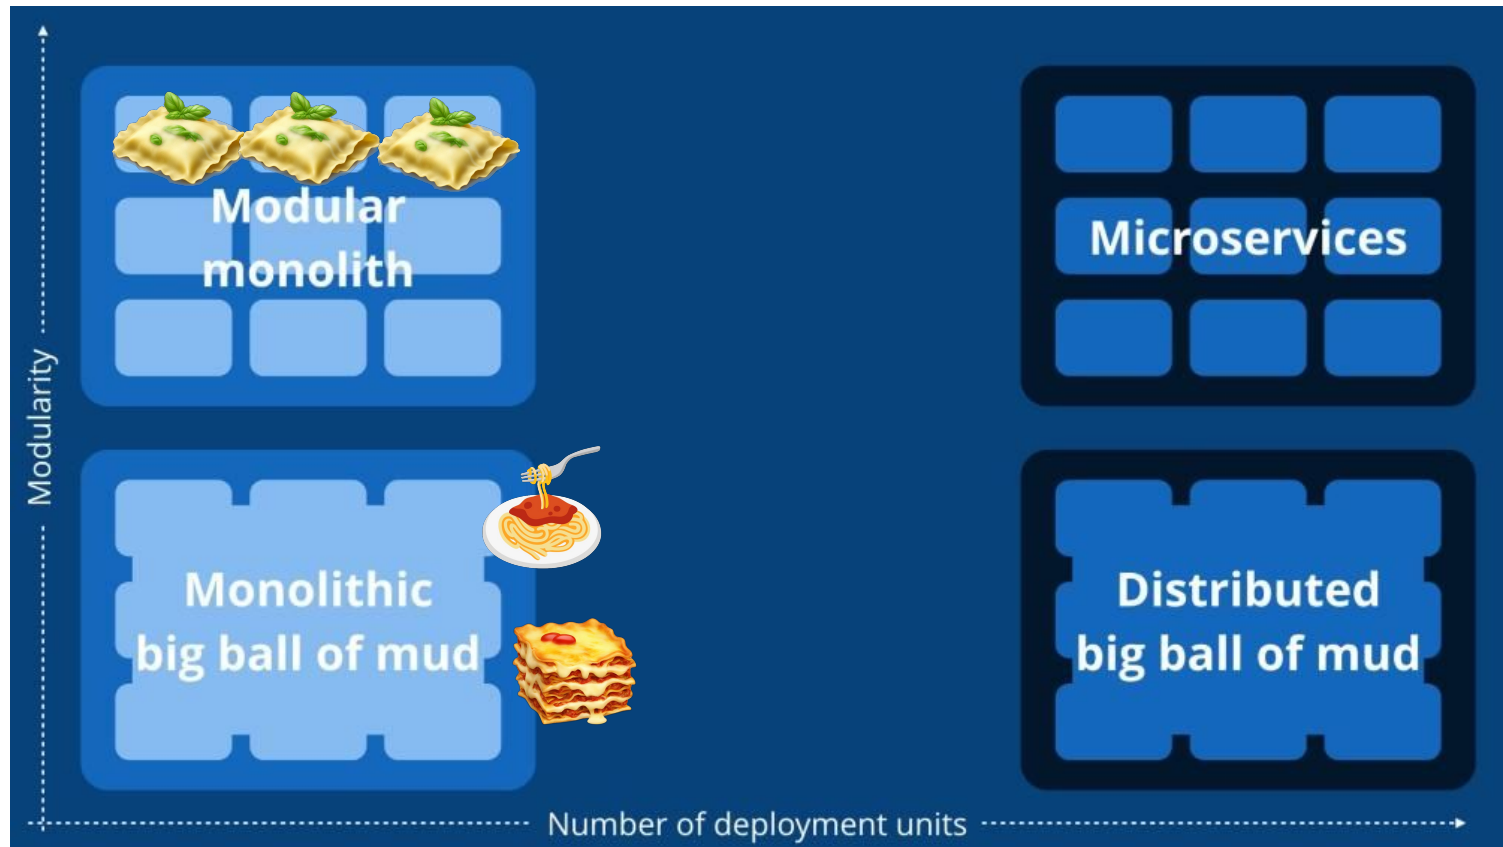 Modular
monolith
Microservices
Modularity
Monolithic
big ball of mud
Distributed
big ball of mud
Number of deployment units